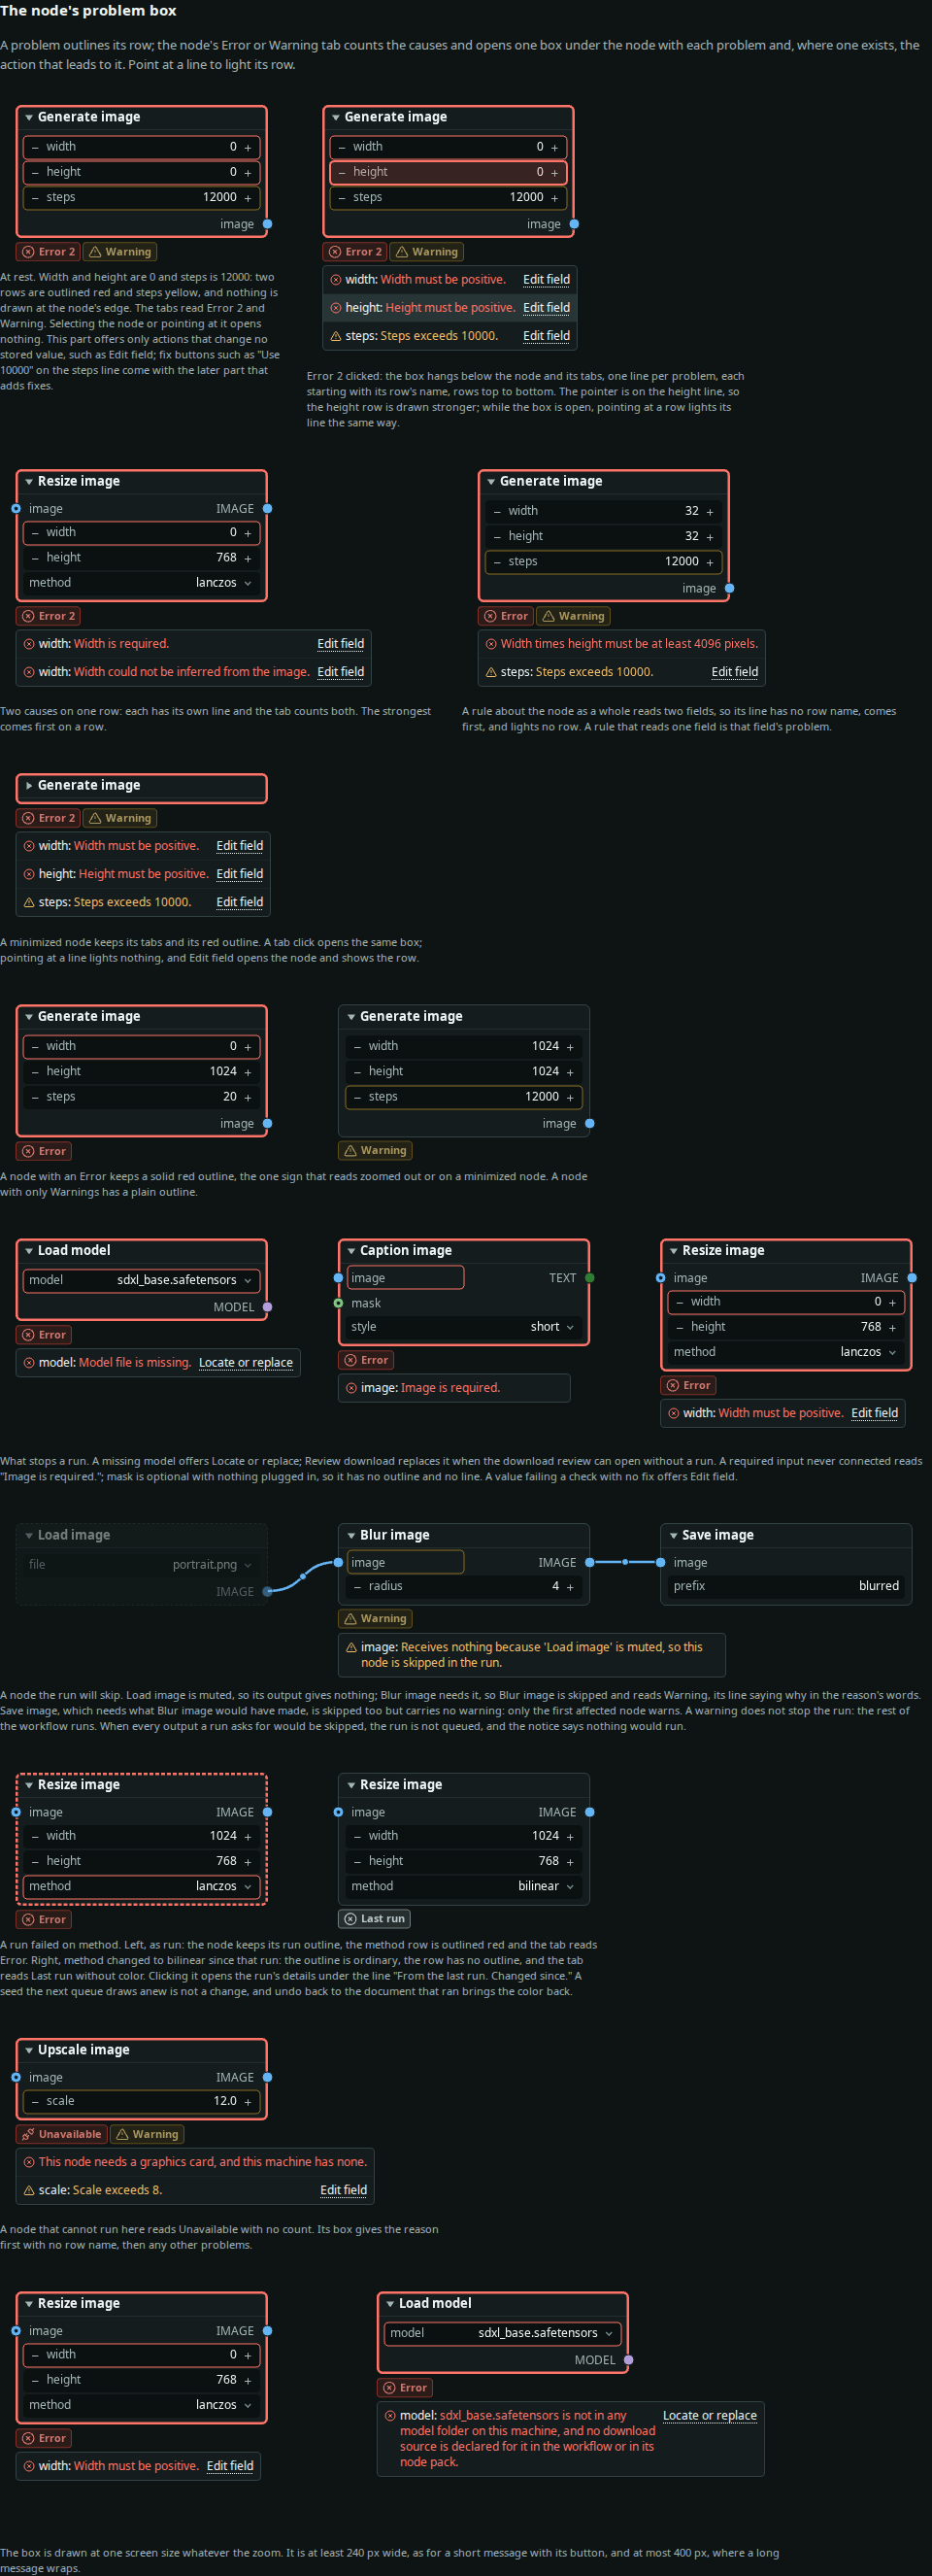 The node's problem box
A problem outlines its row; the node's Error or Warning tab counts the causes and opens one box under the node with each problem and, where one exists, the
action that leads to it. Point at a line to light its row.
Generate image
width 0
height 0
steps 12000
image
Error 2 Warning
At rest. Width and height are 0 and steps is 12000: two
rows are outlined red and steps yellow, and nothing is
drawn at the node's edge. The tabs read Error 2 and
Warning. Selecting the node or pointing at it opens
nothing. This part offers only actions that change no
stored value, such as Edit field; fix buttons such as "Use
10000" on the steps line come with the later part that
adds fixes.
Generate image
width 0
height 0
steps 12000
image
Error 2 Warning
width: Width must be positive. Edit field
height: Height must be positive. Edit field
steps: Steps exceeds 10000. Edit field
Error 2 clicked: the box hangs below the node and its tabs, one line per problem, each
starting with its row's name, rows top to bottom. The pointer is on the height line, so
the height row is drawn stronger; while the box is open, pointing at a row lights its
line the same way.
Resize image
image IMAGE
width 0
height 768
method lanczos
Error 2
width: Width is required. Edit field
width: Width could not be inferred from the image. Edit field
Two causes on one row: each has its own line and the tab counts both. The strongest
comes first on a row.
Generate image
width 32
height 32
steps 12000
image
Error Warning
Width times height must be at least 4096 pixels.
steps: Steps exceeds 10000. Edit field
A rule about the node as a whole reads two fields, so its line has no row name, comes
first, and lights no row. A rule that reads one field is that field's problem.
Generate image
Error 2 Warning
width: Width must be positive. Edit field
height: Height must be positive. Edit field
steps: Steps exceeds 10000. Edit field
A minimized node keeps its tabs and its red outline. A tab click opens the same box;
pointing at a line lights nothing, and Edit field opens the node and shows the row.
Generate image
width 0
height 1024
steps 20
image
Error
Generate image
width 1024
height 1024
steps 12000
image
Warning
A node with an Error keeps a solid red outline, the one sign that reads zoomed out or on a minimized node. A node
with only Warnings has a plain outline.
Load model
model sdxl_base.safetensors
MODEL
Error
model: Model file is missing. Locate or replace
Caption image
image TEXT
mask
style short
Error
image: Image is required.
Resize image
image IMAGE
width 0
height 768
method lanczos
Error
width: Width must be positive. Edit field
What stops a run. A missing model offers Locate or replace; Review download replaces it when the download review can open without a run. A required input never connected reads
"Image is required."; mask is optional with nothing plugged in, so it has no outline and no line. A value failing a check with no fix offers Edit field.
Load image
file portrait.png
IMAGE
Blur image
image IMAGE
radius 4
Warning
image: Receives nothing because 'Load image' is muted, so this
node is skipped in the run.
Save image
image
prefix blurred
A node the run will skip. Load image is muted, so its output gives nothing; Blur image needs it, so Blur image is skipped and reads Warning, its line saying why in the reason's words.
Save image, which needs what Blur image would have made, is skipped too but carries no warning: only the first affected node warns. A warning does not stop the run: the rest of
the workflow runs. When every output a run asks for would be skipped, the run is not queued, and the notice says nothing would run.
Resize image
image IMAGE
width 1024
height 768
method lanczos
Error
Resize image
image IMAGE
width 1024
height 768
method bilinear
Last run
A run failed on method. Left, as run: the node keeps its run outline, the method row is outlined red and the tab reads
Error. Right, method changed to bilinear since that run: the outline is ordinary, the row has no outline, and the tab
reads Last run without color. Clicking it opens the run's details under the line "From the last run. Changed since." A
seed the next queue draws anew is not a change, and undo back to the document that ran brings the color back.
Upscale image
image IMAGE
scale 12.0
Unavailable Warning
This node needs a graphics card, and this machine has none.
scale: Scale exceeds 8. Edit field
A node that cannot run here reads Unavailable with no count. Its box gives the reason
first with no row name, then any other problems.
Resize image
image IMAGE
width 0
height 768
method lanczos
Error
width: Width must be positive. Edit field
Load model
model sdxl_base.safetensors
MODEL
Error
model: sdxl_base.safetensors is not in any Locate or replace
model folder on this machine, and no download
source is declared for it in the workflow or in its
node pack.
The box is drawn at one screen size whatever the zoom. It is at least 240 px wide, as for a short message with its button, and at most 400 px, where a long
message wraps.